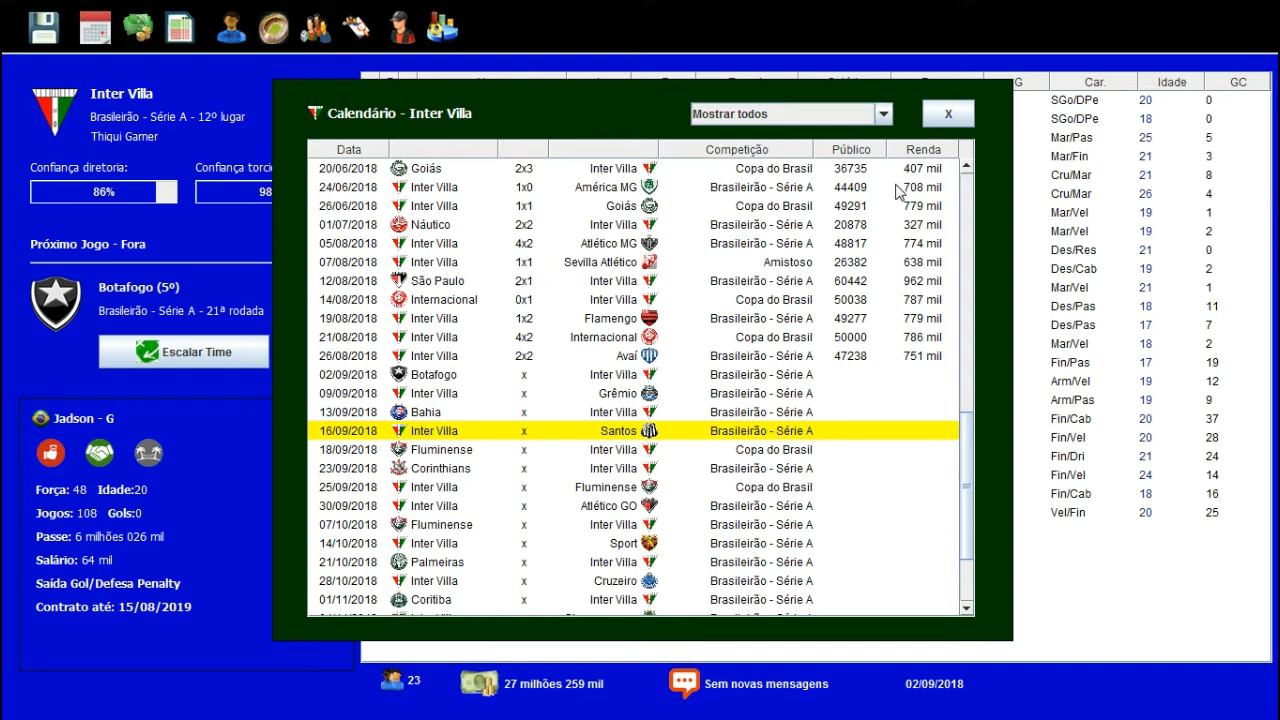 Inter Villa
Brasileirão - Série A - 12º lugar
Thiqui Gamer
Confiança diretoria:
Confiança torcid
86%
98
Próximo Jogo - Fora
Botafogo (5º)
Brasileirão - Série A - 21ª rodada
Escalar Time
Jadson - G
Força: 48 Idade:20
Jogos: 108 Gols:0
Passe: 6 milhões 026 mil
Salário: 64 mil
Saída Gol/Defesa Penalty
Contrato até: 15/08/2019
Calendário - Inter Villa
Mostrar todos
X
Data Competição Público Renda
20/06/2018 Goiás 2x3 Inter Villa Copa do Brasil 36735 407 mil
24/06/2018 Inter Villa 1x0 América MG Brasileirão - Série A 44409 708 mil
26/06/2018 Inter Villa 1x1 Goiás Copa do Brasil 49291 779 mil
01/07/2018 Náutico 2x2 Inter Villa Brasileirão - Série A 20878 327 mil
05/08/2018 Inter Villa 4x2 Atlético MG Brasileirão - Série A 48817 774 mil
07/08/2018 Inter Villa 1x1 Sevilla Atlético Amistoso 26382 638 mil
12/08/2018 São Paulo 2x1 Inter Villa Brasileirão - Série A 60442 962 mil
14/08/2018 Internacional 0x1 Inter Villa Copa do Brasil 50038 787 mil
19/08/2018 Inter Villa 1x2 Flamengo Brasileirão - Série A 49277 779 mil
21/08/2018 Inter Villa 4x2 Internacional Copa do Brasil 50000 786 mil
26/08/2018 Inter Villa 2x2 Avaí Brasileirão - Série A 47238 751 mil
02/09/2018 Botafogo x Inter Villa Brasileirão - Série A
09/09/2018 Inter Villa x Grêmio Brasileirão - Série A
13/09/2018 Bahia x Inter Villa Brasileirão - Série A
16/09/2018 Inter Villa x Santos Brasileirão - Série A
18/09/2018 Fluminense x Inter Villa Copa do Brasil
23/09/2018 Corinthians x Inter Villa Brasileirão - Série A
25/09/2018 Inter Villa x Fluminense Copa do Brasil
30/09/2018 Inter Villa x Atlético GO Brasileirão - Série A
07/10/2018 Fluminense x Inter Villa Brasileirão - Série A
14/10/2018 Inter Villa x Sport Brasileirão - Série A
21/10/2018 Palmeiras x Inter Villa Brasileirão - Série A
28/10/2018 Inter Villa x Cruzeiro Brasileirão - Série A
01/11/2018 Coritiba x Inter Villa Brasileirão - Série A
G Car. Idade GC
SGo/DPe 20 0
SGo/DPe 18 0
Mar/Pas 25 5
Mar/Fin 21 3
Cru/Mar 21 8
Cru/Mar 26 4
Mar/Vel 19 1
Mar/Vel 19 2
Des/Res 21 0
Des/Cab 19 2
Mar/Vel 21 1
Des/Pas 18 11
Des/Pas 17 7
Mar/Vel 18 2
Fin/Pas 17 19
Arm/Vel 19 12
Arm/Pas 19 9
Fin/Cab 20 37
Fin/Vel 20 28
Fin/Dri 21 24
Fin/Vel 24 14
Fin/Cab 18 16
Vel/Fin 20 25
23
27 milhões 259 mil
Sem novas mensagens
02/09/2018